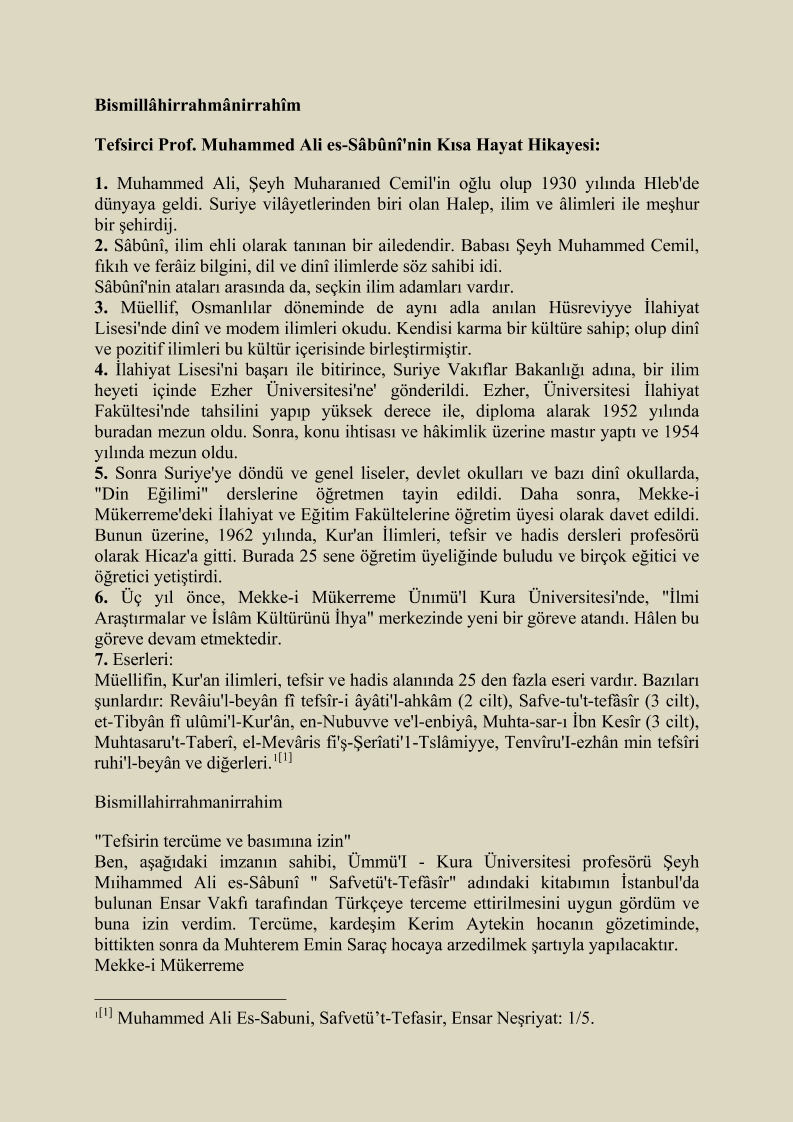 Bismillâhirrahmânirrahîm
Tefsirci Prof. Muhammed Ali es-Sâbûnî'nin Kısa Hayat Hikayesi:
1. Muhammed Ali, Şeyh Muharanıed Cemil'in oğlu olup 1930 yılında Hleb'de
dünyaya geldi. Suriye vilâyetlerinden biri olan Halep, ilim ve âlimleri ile meşhur
bir şehirdij.
2. Sâbûnî, ilim ehli olarak tanınan bir ailedendir. Babası Şeyh Muhammed Cemil,
fıkıh ve ferâiz bilgini, dil ve dinî ilimlerde söz sahibi idi.
Sâbûnî'nin ataları arasında da, seçkin ilim adamları vardır.
3. Müellif, Osmanlılar döneminde de aynı adla anılan Hüsreviyye İlahiyat
Lisesi'nde dinî ve modem ilimleri okudu. Kendisi karma bir kültüre sahip; olup dinî
ve pozitif ilimleri bu kültür içerisinde birleştirmiştir.
4. İlahiyat Lisesi'ni başarı ile bitirince, Suriye Vakıflar Bakanlığı adına, bir ilim
heyeti içinde Ezher Üniversitesi'ne' gönderildi. Ezher, Üniversitesi İlahiyat
Fakültesi'nde tahsilini yapıp yüksek derece ile, diploma alarak 1952 yılında
buradan mezun oldu. Sonra, konu ihtisası ve hâkimlik üzerine mastır yaptı ve 1954
yılında mezun oldu.
5. Sonra Suriye'ye döndü ve genel liseler, devlet okulları ve bazı dinî okullarda,
"Din Eğilimi" derslerine öğretmen tayin edildi. Daha sonra, Mekke-i
Mükerreme'deki İlahiyat ve Eğitim Fakültelerine öğretim üyesi olarak davet edildi.
Bunun üzerine, 1962 yılında, Kur'an İlimleri, tefsir ve hadis dersleri profesörü
olarak Hicaz'a gitti. Burada 25 sene öğretim üyeliğinde buludu ve birçok eğitici ve
öğretici yetiştirdi.
6. Üç yıl önce, Mekke-i Mükerreme Ünımü'l Kura Üniversitesi'nde, "İlmi
Araştırmalar ve İslâm Kültürünü İhya" merkezinde yeni bir göreve atandı. Hâlen bu
göreve devam etmektedir.
7. Eserleri:
Müellifin, Kur'an ilimleri, tefsir ve hadis alanında 25 den fazla eseri vardır. Bazıları
şunlardır: Revâiu'l-beyân fî tefsîr-i âyâti'l-ahkâm (2 cilt), Safve-tu't-tefâsîr (3 cilt),
et-Tibyân fî ulûmi'l-Kur'ân, en-Nubuvve ve'l-enbiyâ, Muhta-sar-ı İbn Kesîr (3 cilt),
Muhtasaru't-Taberî, el-Mevâris fi'ş-Şerîati'1-Tslâmiyye, Tenvîru'I-ezhân min tefsîri
ruhi'l-beyân ve diğerleri.1[1]
Bismillahirrahmanirrahim
"Tefsirin tercüme ve basımına izin"
Ben, aşağıdaki imzanın sahibi, Ümmü'I - Kura Üniversitesi profesörü Şeyh
Mıihammed Ali es-Sâbunî " Safvetü't-Tefâsîr" adındaki kitabımın İstanbul'da
bulunan Ensar Vakfı tarafından Türkçeye terceme ettirilmesini uygun gördüm ve
buna izin verdim. Tercüme, kardeşim Kerim Aytekin hocanın gözetiminde,
bittikten sonra da Muhterem Emin Saraç hocaya arzedilmek şartıyla yapılacaktır.
Mekke-i Mükerreme
1[1] Muhammed Ali Es-Sabuni, Safvetü't-Tefasir, Ensar Neşriyat: 1/5.